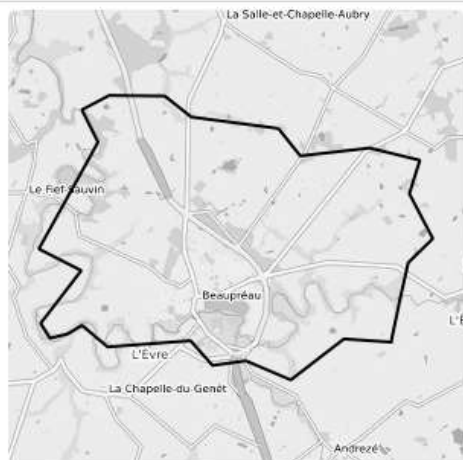 La Salle-et-Chapelle-Aubry
Le Fief-Sauvin
Beaupréau
L'É
L'Èvre
La Chapelle-du-Genêt
Andrezé